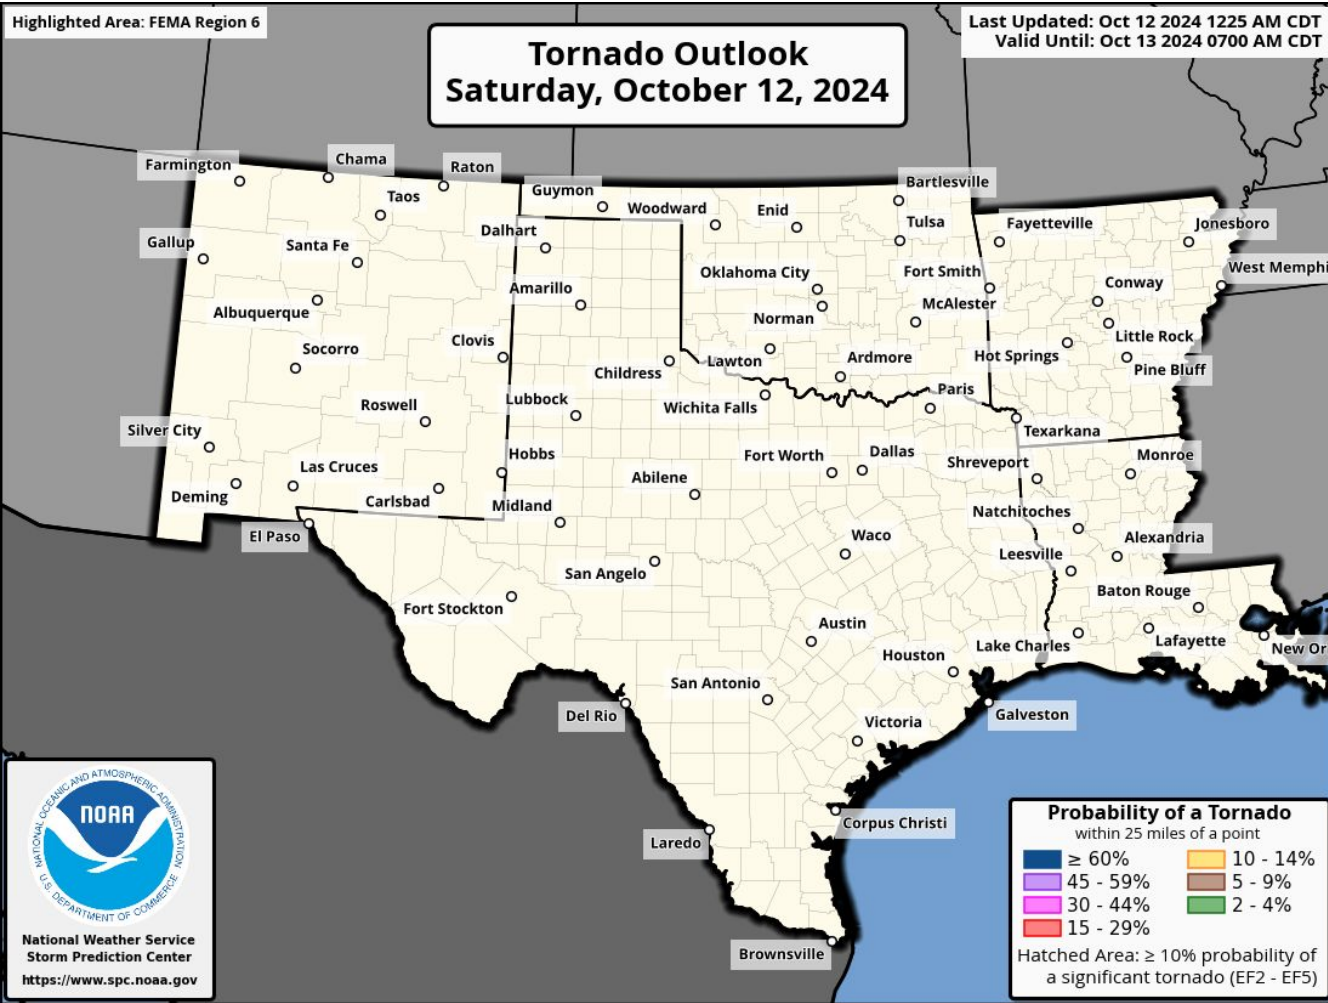 Highlighted Area: FEMA Region 6
Last Updated: Oct 12 2024 1225 AM CDT
Valid Until: Oct 13 2024 0700 AM CDT
Tornado Outlook
Saturday, October 12, 2024
Farmington
Chama
Raton
Taos
Guymon
Woodward
Enid
Bartlesville
Gallup
Santa Fe
Dalhart
Tulsa
Fayetteville
Jonesboro
Albuquerque
Amarillo
Oklahoma City
Fort Smith
West Memphi
Conway
Norman
McAlester
Socorro
Clovis
Childress
Lawton
Ardmore
Hot Springs
Little Rock
Pine Bluff
Roswell
Lubbock
Wichita Falls
Paris
Silver City
Texarkana
Las Cruces
Hobbs
Abilene
Fort Worth
Dallas
Shreveport
Monroe
Deming
Carlsbad
Midland
Natchitoches
El Paso
San Angelo
Waco
Leesville
Alexandria
Fort Stockton
Austin
Baton Rouge
Houston
Lake Charles
Lafayette
New Or
San Antonio
Del Rio
Victoria
Galveston
Corpus Christi
Laredo
Brownsville
NATIONAL OCEANIC AND ATMOSPHERIC ADMINISTRATION
NOAA
U.S. DEPARTMENT OF COMMERCE
National Weather Service
Storm Prediction Center
https://www.spc.noaa.gov
Probability of a Tornado
within 25 miles of a point
≥ 60%
10 - 14%
45 - 59%
5 - 9%
30 - 44%
2 - 4%
15 - 29%
Hatched Area: ≥ 10% probability of
a significant tornado (EF2 - EF5)